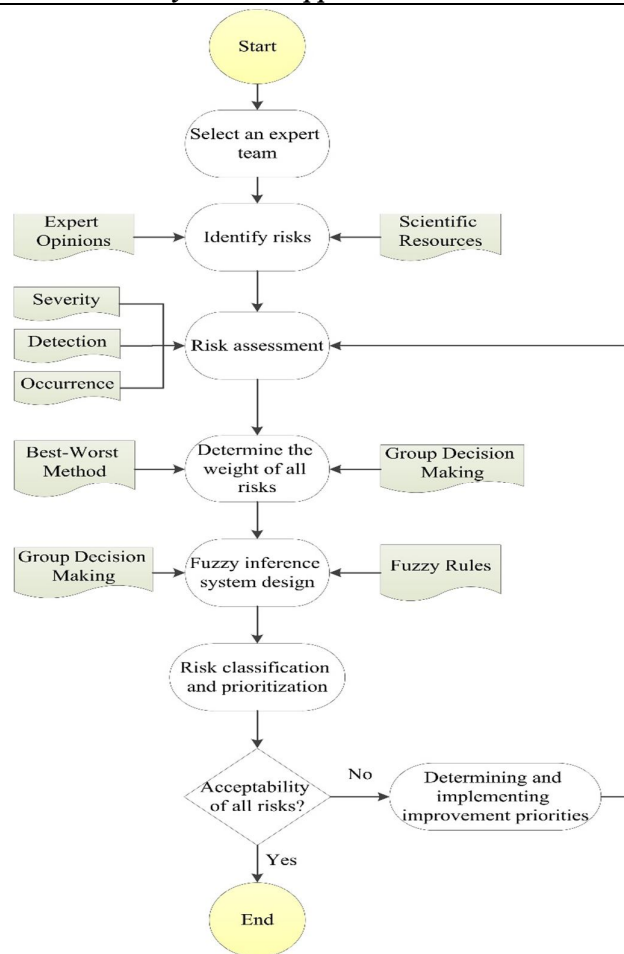 Start
Select an expert
team
Expert
Opinions
Identify risks
Scientific
Resources
Severity
Detection
Occurrence
Risk assessment
Best-Worst
Method
Determine the
weight of all
risks
Group Decision
Making
Group Decision
Making
Fuzzy inference
system design
Fuzzy Rules
Risk classification
and prioritization
Acceptability
of all risks?
No
Determining and
implementing
improvement priorities
Yes
End